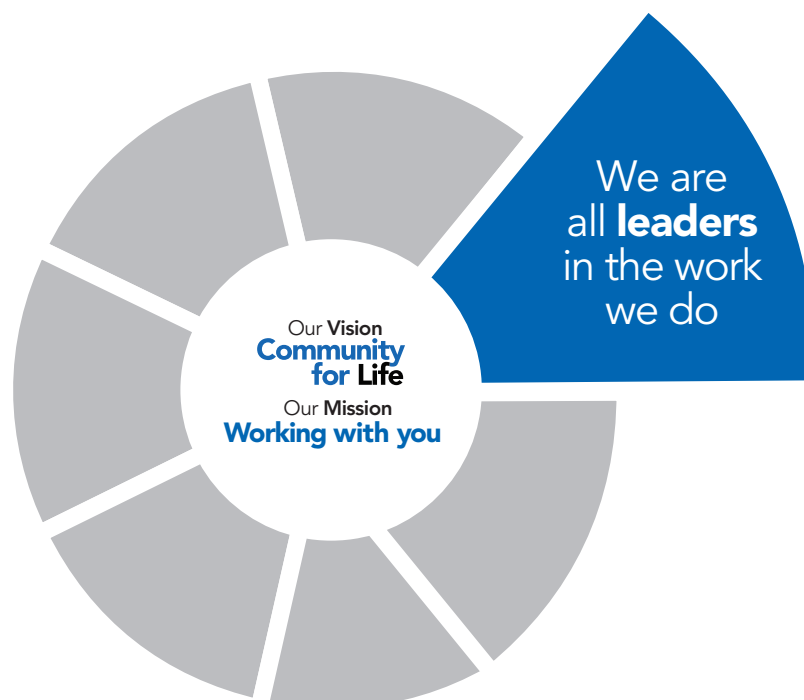 We are
all leaders
in the work
we do
Our Vision
Community
for Life
Our Mission
Working with you